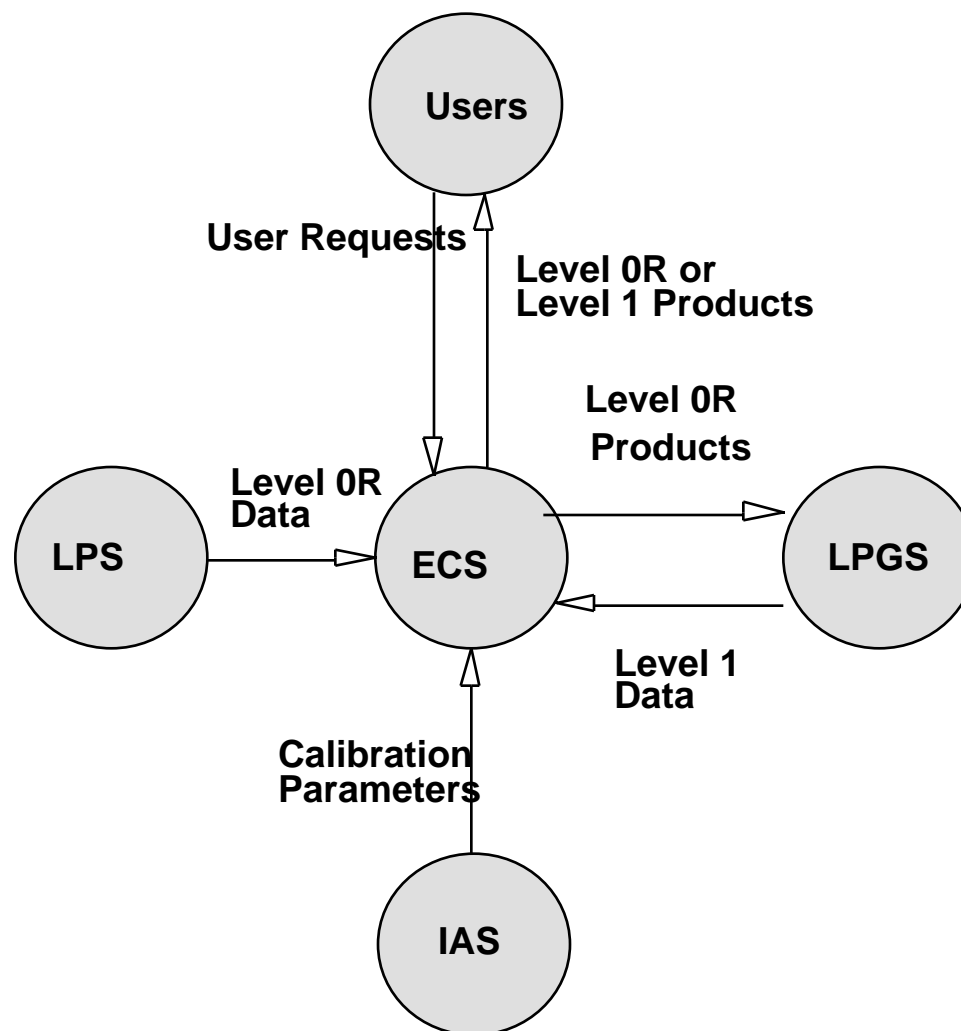 Users
User Requests
Level 0R or
Level 1 Products
Level 0R
Products
Level 0R
Data
LPS
ECS
LPGS
Level 1
Data
Calibration
Parameters
IAS